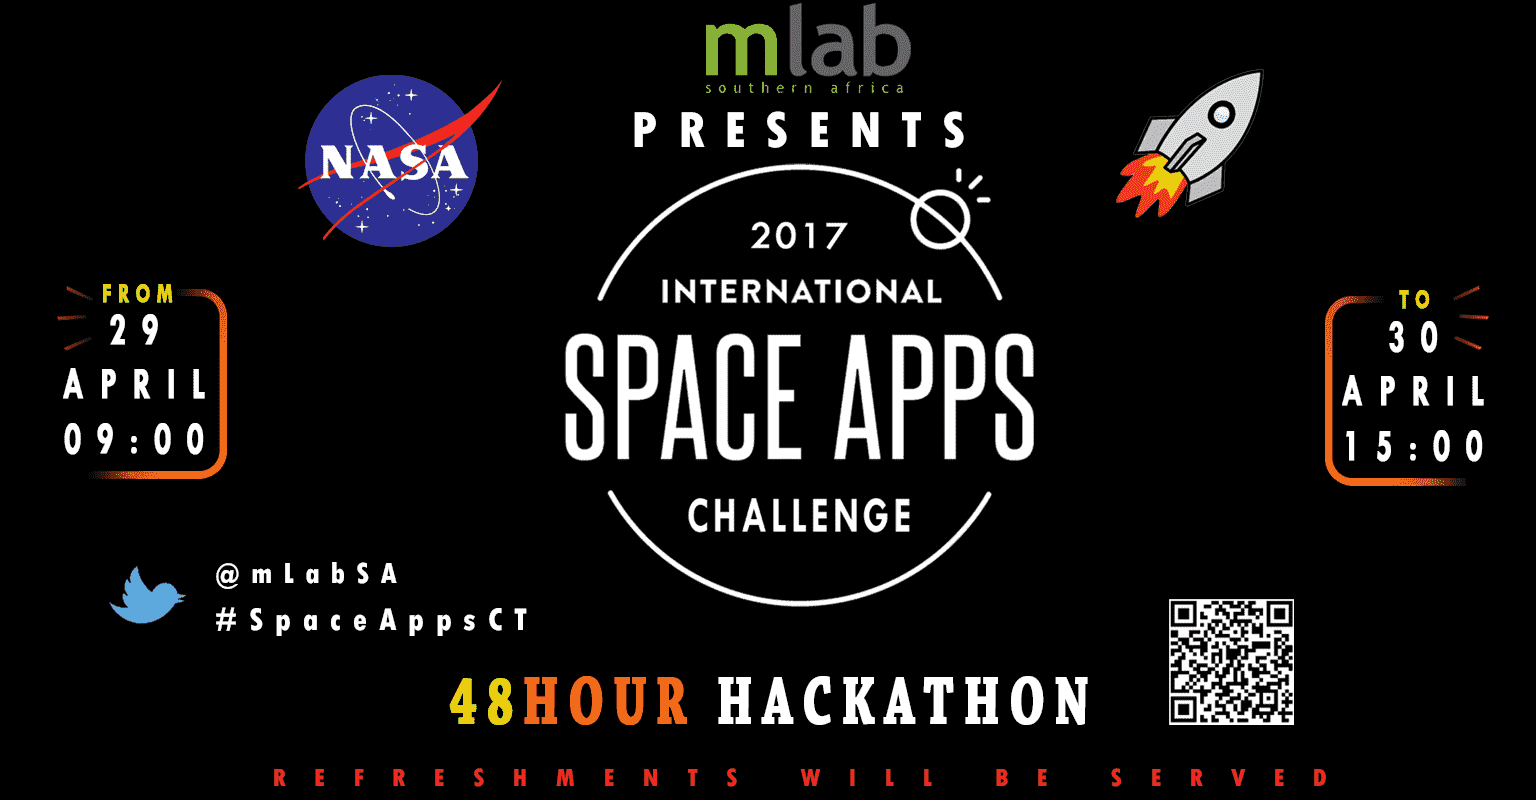 mlab
southern africa
PRESENTS
NASA
2017
INTERNATIONAL
SPACE APPS
CHALLENGE
FROM
29
APRIL
09:00
TO
30
APRIL
15:00
@mLabSA
#SpaceAppsCT
48HOUR HACKATHON
REFRESHMENTS WILL BE SERVED